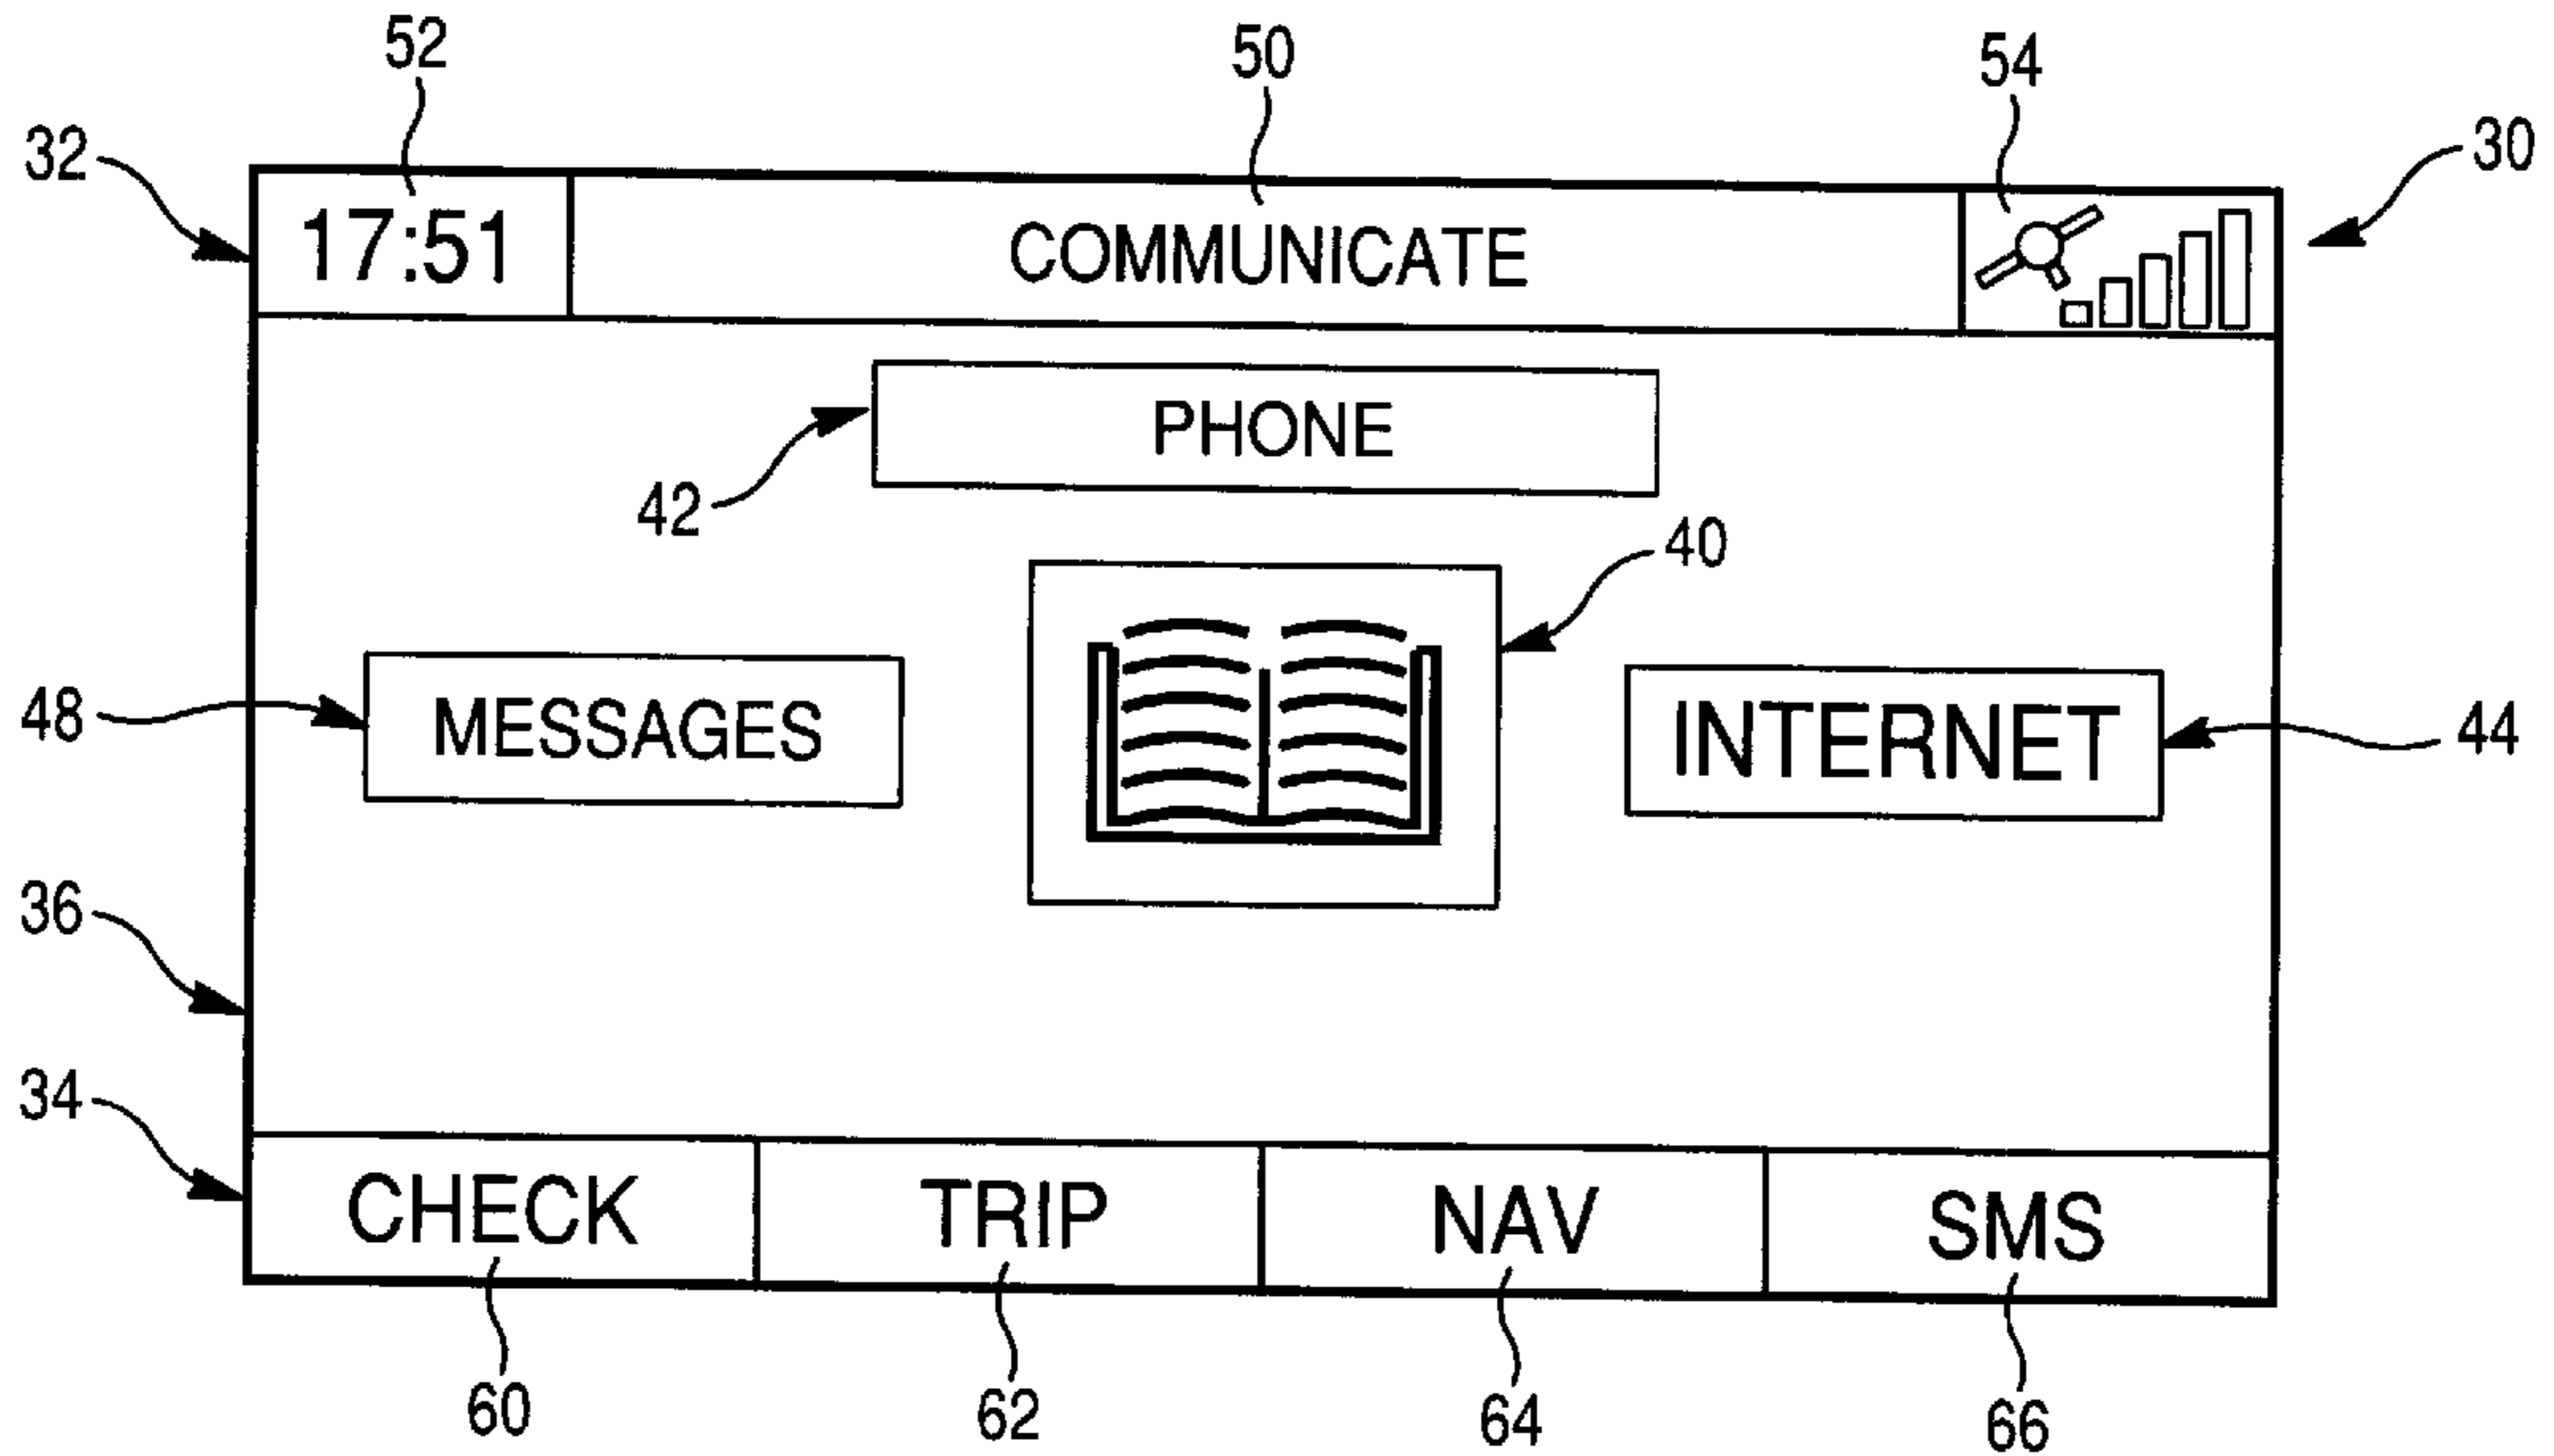 52
50
54
32
30
17:51
COMMUNICATE
PHONE
42
40
48
MESSAGES
INTERNET
44
36
34
CHECK
TRIP
NAV
SMS
60
62
64
66